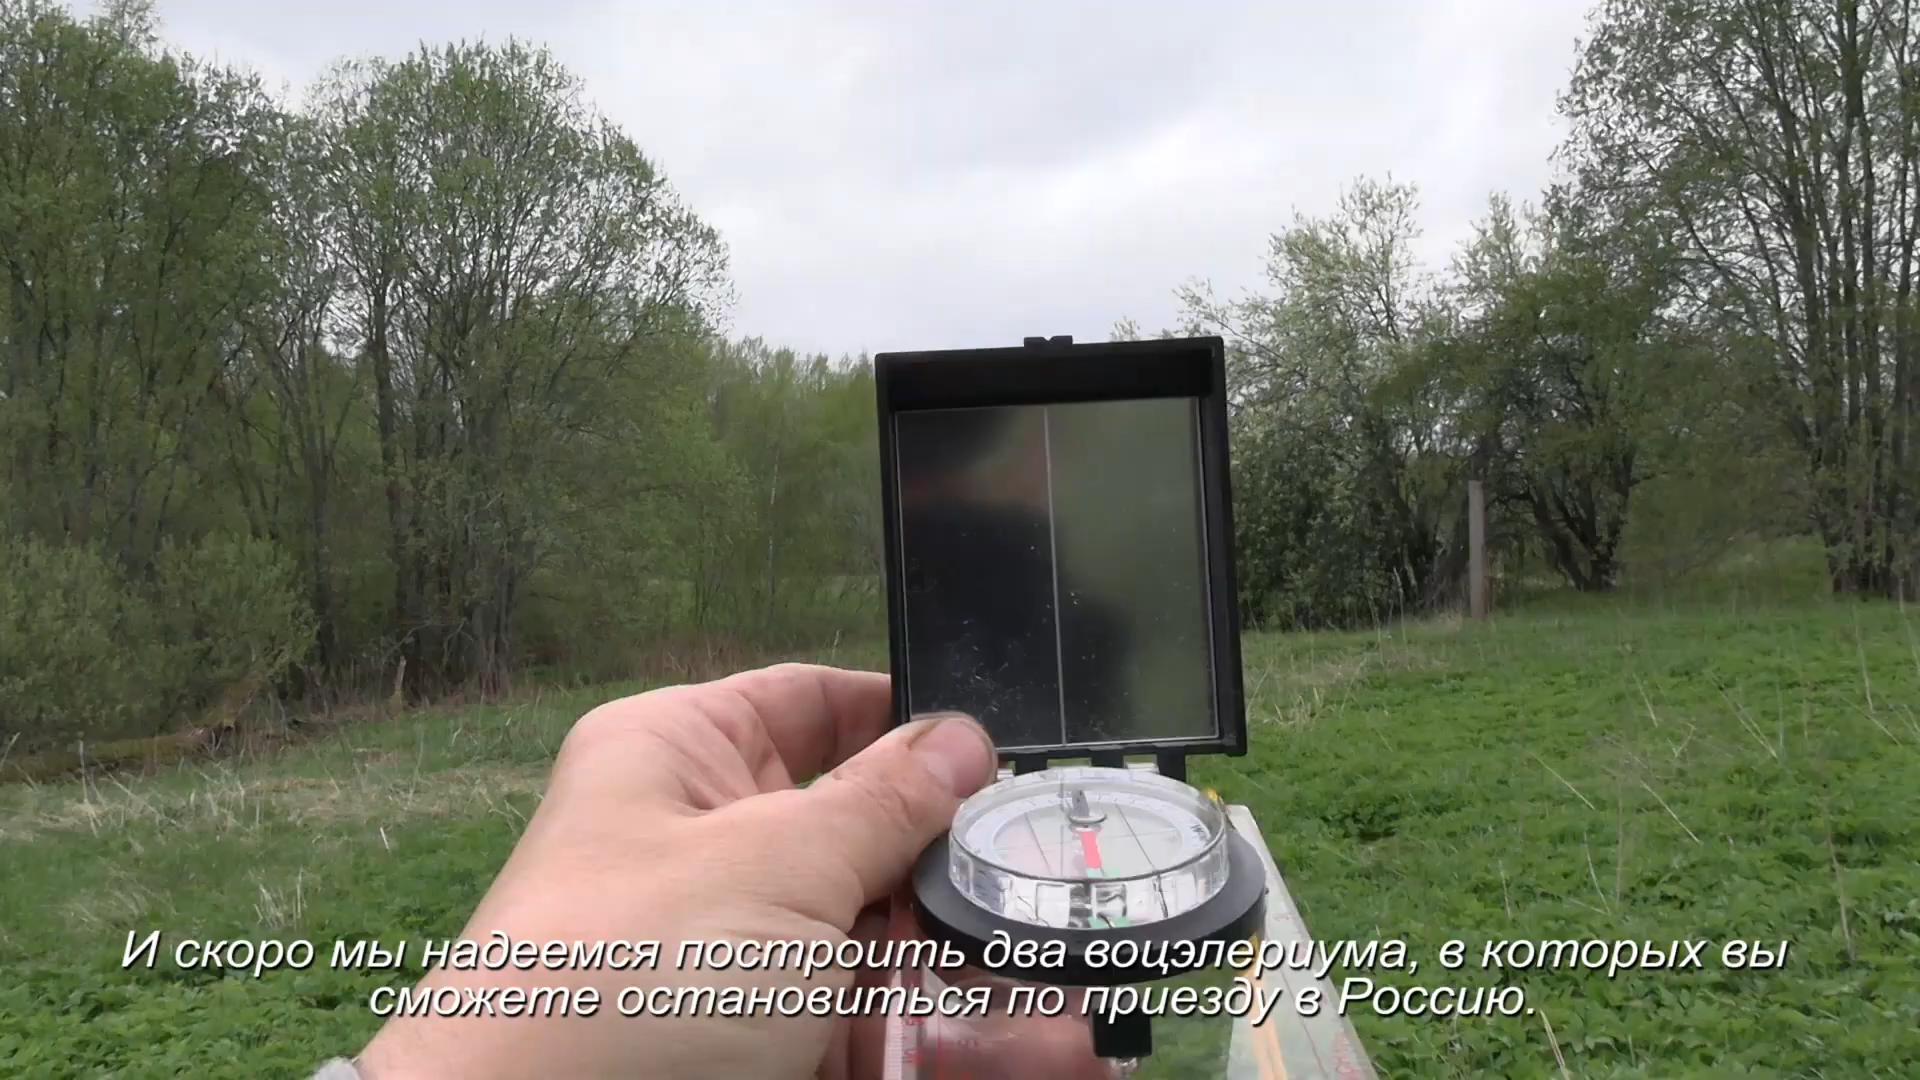 И скоро мы надеемся построить два воцэлериума, в которых вы
сможете остановиться по приезду в Россию.